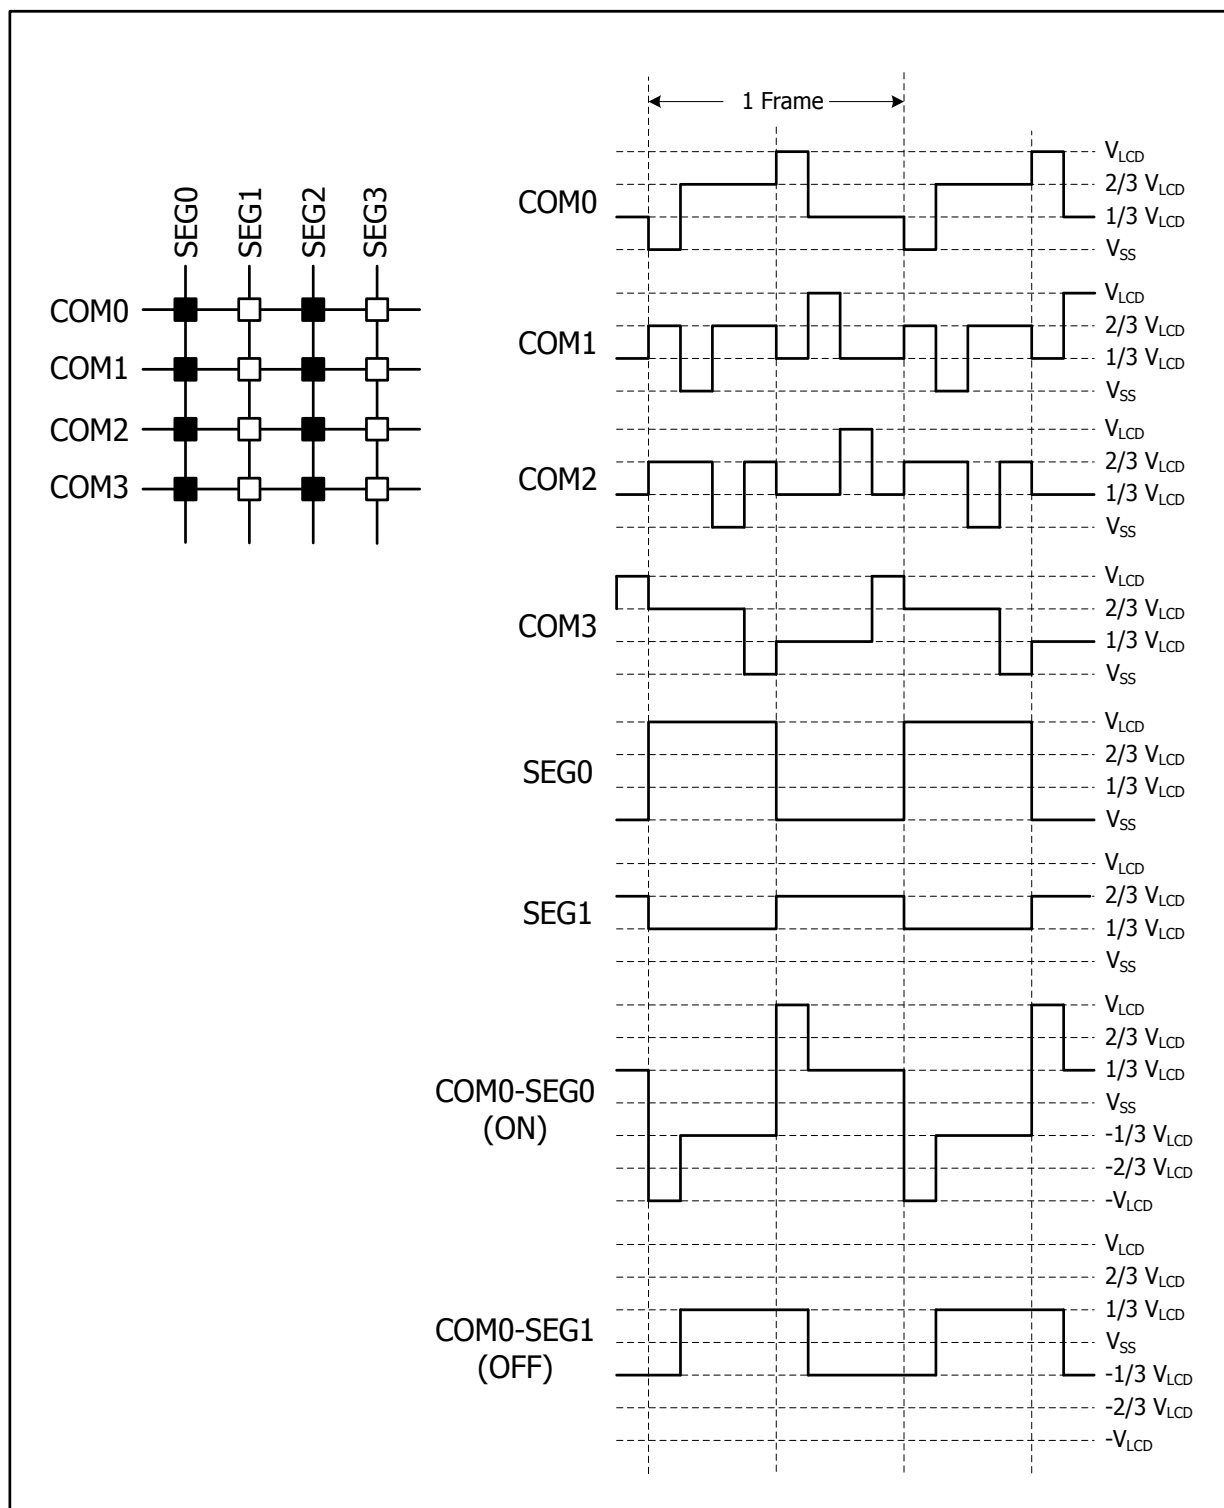 1 Frame
SEG0
SEG1
SEG2
SEG3
COM0
COM1
COM2
COM3
COM0
VLCD
2/3 VLCD
1/3 VLCD
VSS
COM1
VLCD
2/3 VLCD
1/3 VLCD
VSS
COM2
VLCD
2/3 VLCD
1/3 VLCD
VSS
COM3
VLCD
2/3 VLCD
1/3 VLCD
VSS
SEG0
VLCD
2/3 VLCD
1/3 VLCD
VSS
SEG1
VLCD
2/3 VLCD
1/3 VLCD
VSS
COM0-SEG0
(ON)
VLCD
2/3 VLCD
1/3 VLCD
VSS
-1/3 VLCD
-2/3 VLCD
-VLCD
COM0-SEG1
(OFF)
VLCD
2/3 VLCD
1/3 VLCD
VSS
-1/3 VLCD
-2/3 VLCD
-VLCD